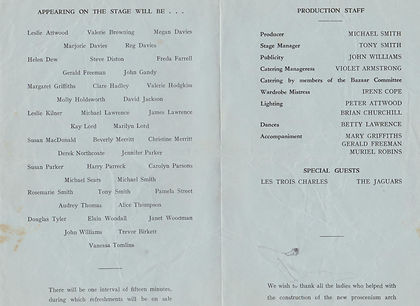 APPEARING ON THE STAGE WILL BE . . .
Leslie Attwood Valerie Browning Megan Davies
Marjorie Davies Reg Davies
Helen Dew Steve Diston Freda Farrell
Gerald Freeman John Gandy
Margaret Griffiths Clare Hadley Valerie Hodgkiss
Molly Holdsworth David Jackson
Leslie Kilner Michael Lawrence James Lawrence
Kay Lord Marilyn Lord
Susan MacDonald Beverly Merritt Christine Merritt
Derek Northcoate Jennifer Parker
Susan Parker Harry Parrock Carolyn Parsons
Michael Sears Michael Smith
Rosemarie Smith Tony Smith Pamela Street
Audrey Thomas Alice Thompson
Douglas Tyler Elsin Woodall Janet Woodman
John Williams Trevor Birkett
Vanessa Tomlins
There will be one interval of fifteen minutes,
during which refreshments will be on sale
PRODUCTION STAFF
Producer MICHAEL SMITH
Stage Manager TONY SMITH
Publicity JOHN WILLIAMS
Catering Manageress VIOLET ARMSTRONG
Catering by members of the Bazaar Committee
Wardrobe Mistress IRENE COPE
Lighting PETER ATTWOOD
BRIAN CHURCHILL
Dances BETTY LAWRENCE
Accompaniment MARY GRIFFITHS
GERALD FREEMAN
MURIEL ROBINS
SPECIAL GUESTS
LES TROIS CHARLES THE JAGUARS
We wish to thank all the ladies who helped with
the construction of the new proscenium arch